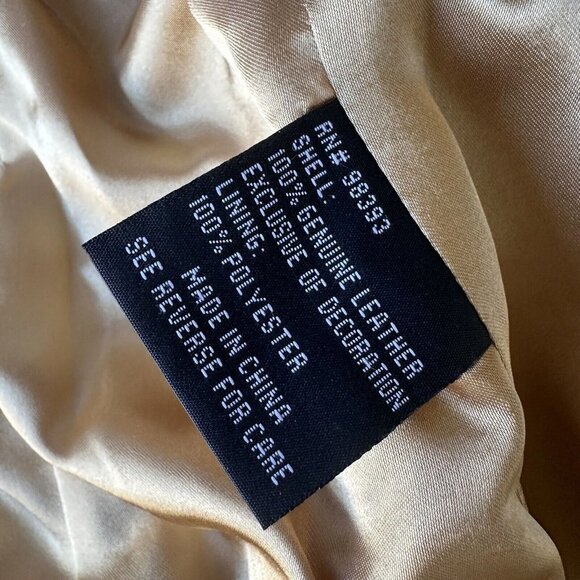 RN# 98393
SHELL:
100% GENUINE LEATHER
EXCLUSIVE OF DECORATION
LINING:
100% POLYESTER
MADE IN CHINA
SEE REVERSE FOR CARE